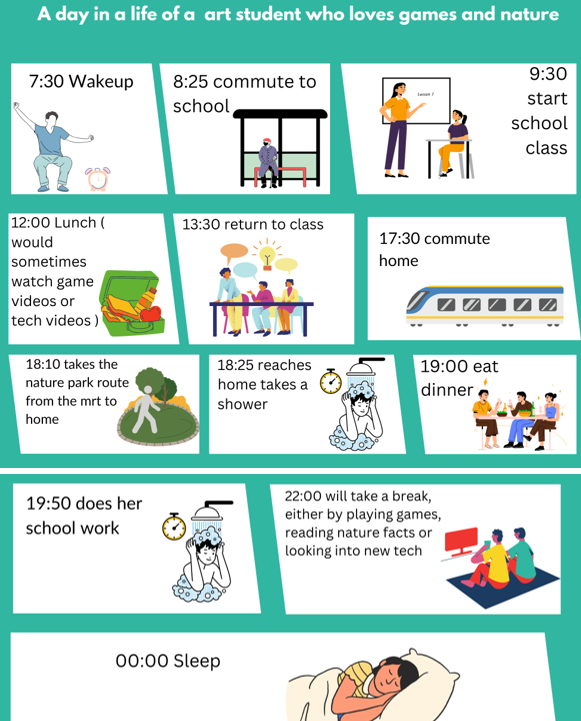 A day in a life of a art student who loves games and nature
7:30 Wakeup
8:25 commute to
school
Lesson 7
9:30
start
school
class
12:00 Lunch (
would
sometimes
watch game
videos or
tech videos )
13:30 return to class
17:30 commute
home
18:10 takes the
nature park route
from the mrt to
home
18:25 reaches
home takes a
shower
19:00 eat
dinner
19:50 does her
school work
22:00 will take a break,
either by playing games,
reading nature facts or
looking into new tech
00:00 Sleep